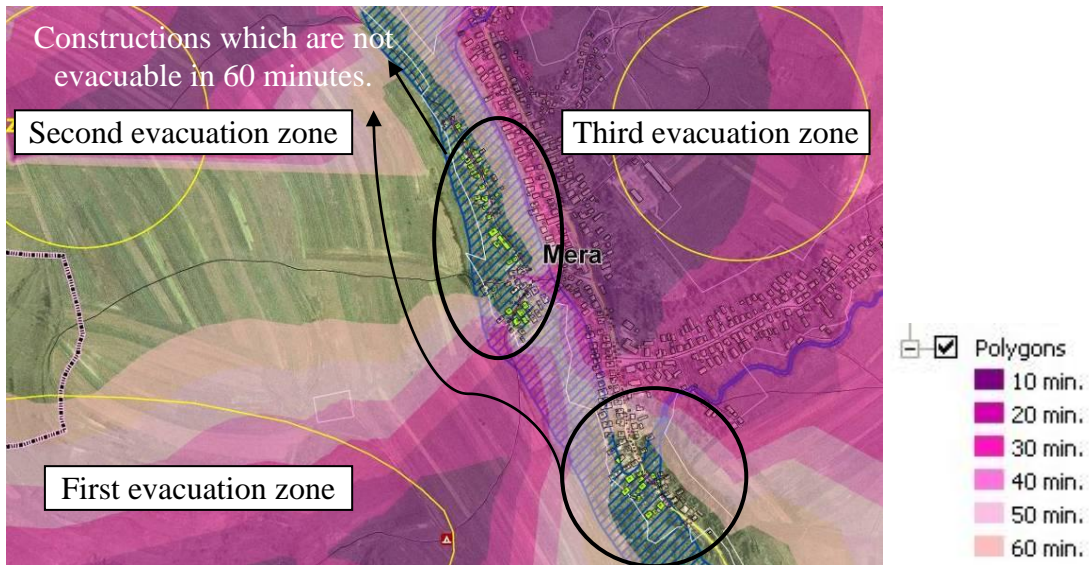 Constructions which are not
evacuable in 60 minutes.
Second evacuation zone
Third evacuation zone
Mera
First evacuation zone
Polygons
10 min.
20 min.
30 min.
40 min.
50 min.
60 min.